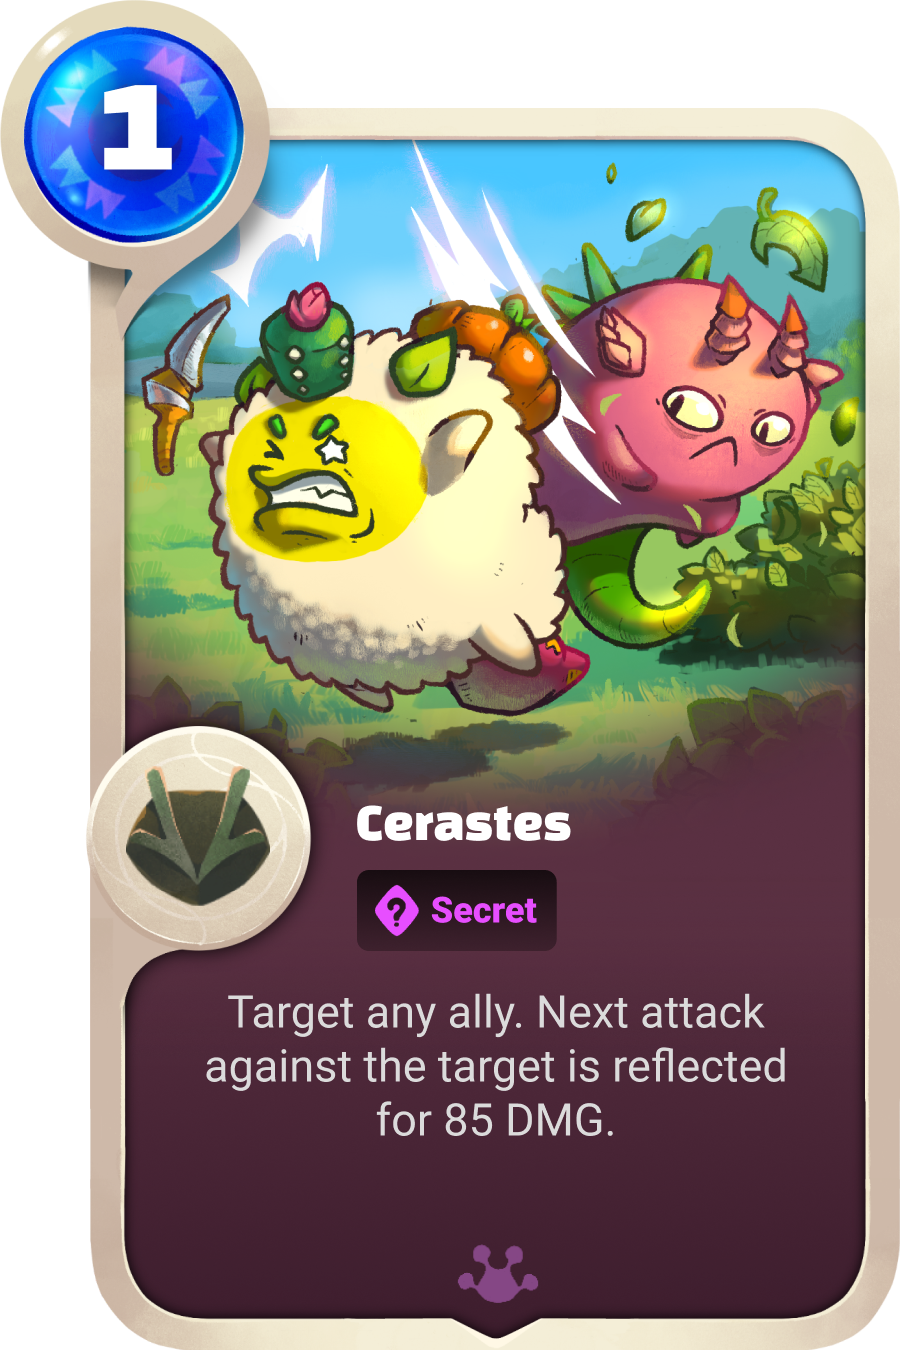 1
Cerastes
? Secret
Target any ally. Next attack
against the target is reflected
for 85 DMG.